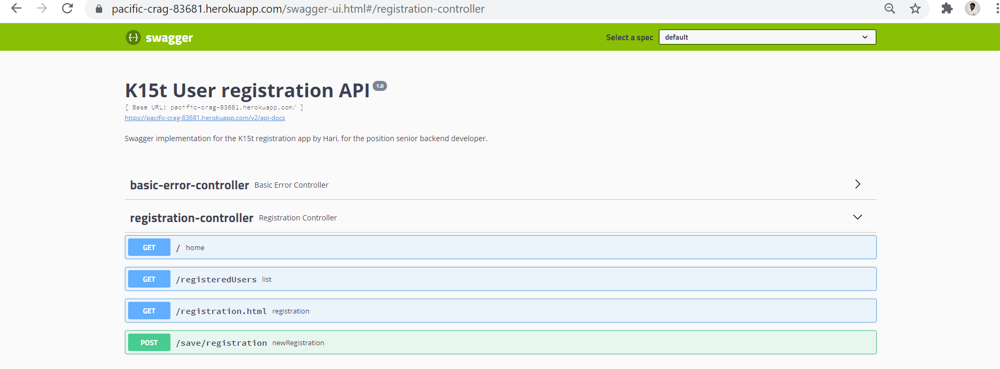 pacific-crag-83681.herokuapp.com/swagger-ui.html#/registration-controller
{··} swagger
Select a spec default
K15t User registration API 1.0
[ Base URL: pacific-crag-83681.herokuapp.com/ ]
https://pacific-crag-83681.herokuapp.com/v2/api-docs
Swagger implementation for the K15t registration app by Hari, for the position senior backend developer.
basic-error-controller Basic Error Controller
registration-controller Registration Controller
GET / home
GET /registeredUsers list
GET /registration.html registration
POST /save/registration newRegistration